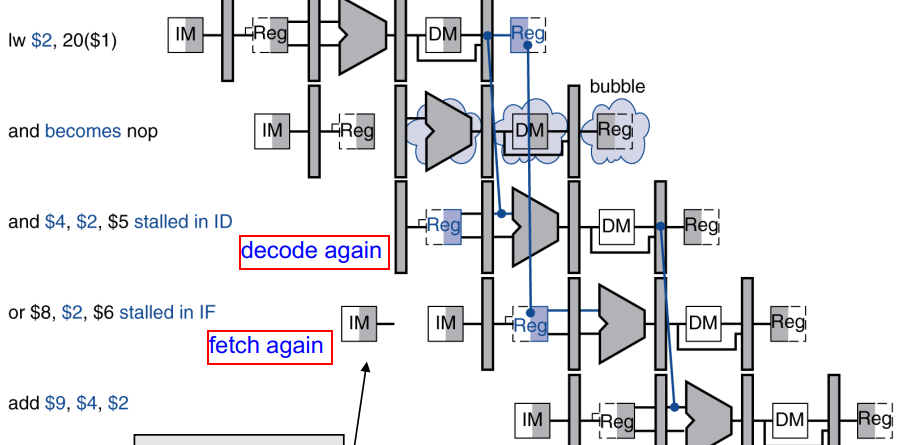 lw $2, 20($1)
IM Reg DM Reg
bubble
and becomes nop
IM Reg DM Reg
and $4, $2, $5 stalled in ID
Reg DM Reg
decode again
or $8, $2, $6 stalled in IF
IM IM Reg DM Reg
fetch again
add $9, $4, $2
IM Reg DM Reg